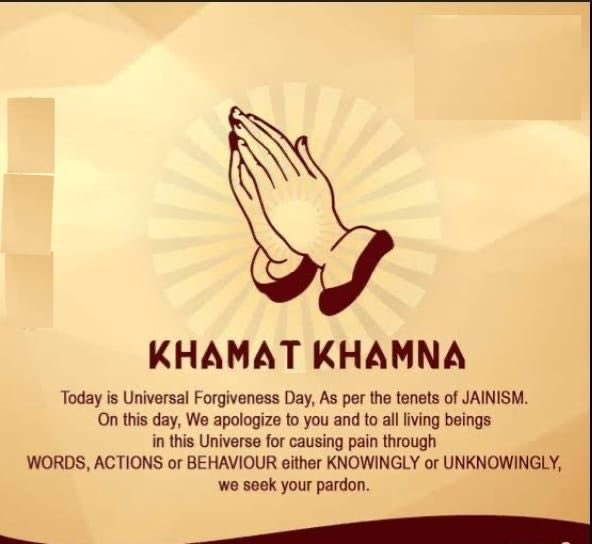 KHAMAT KHAMNA
Today is Universal Forgiveness Day, As per the tenets of JAINISM.
On this day, We apologize to you and to all living beings
in this Universe for causing pain through
WORDS, ACTIONS or BEHAVIOUR either KNOWINGLY or UNKNOWINGLY,
we seek your pardon.